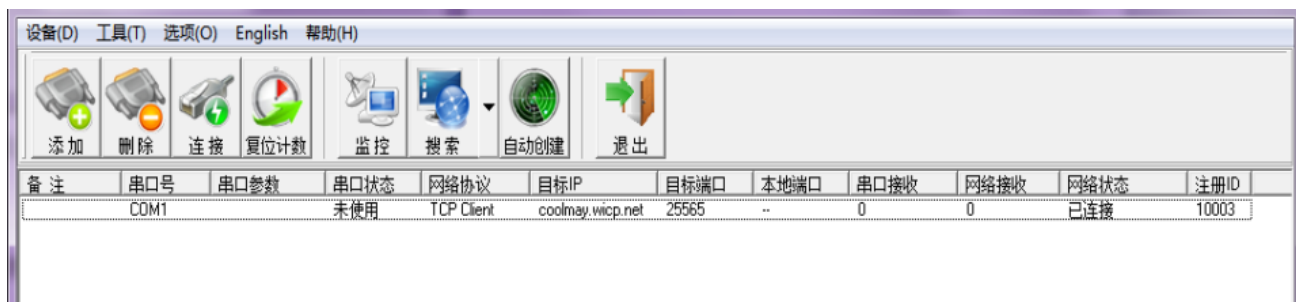 设备(D) 工具(T) 选项(O) English 帮助(H)
添加 删除 连接 复位计数 监控 搜索 自动创建 退出
备注 串口号 串口参数 串口状态 网络协议 目标IP 目标端口 本地端口 串口接收 网络接收 网络状态 注册ID
COM1 未使用 TCP Client coolmay.wicp.net 25565 -- 0 0 已连接 10003